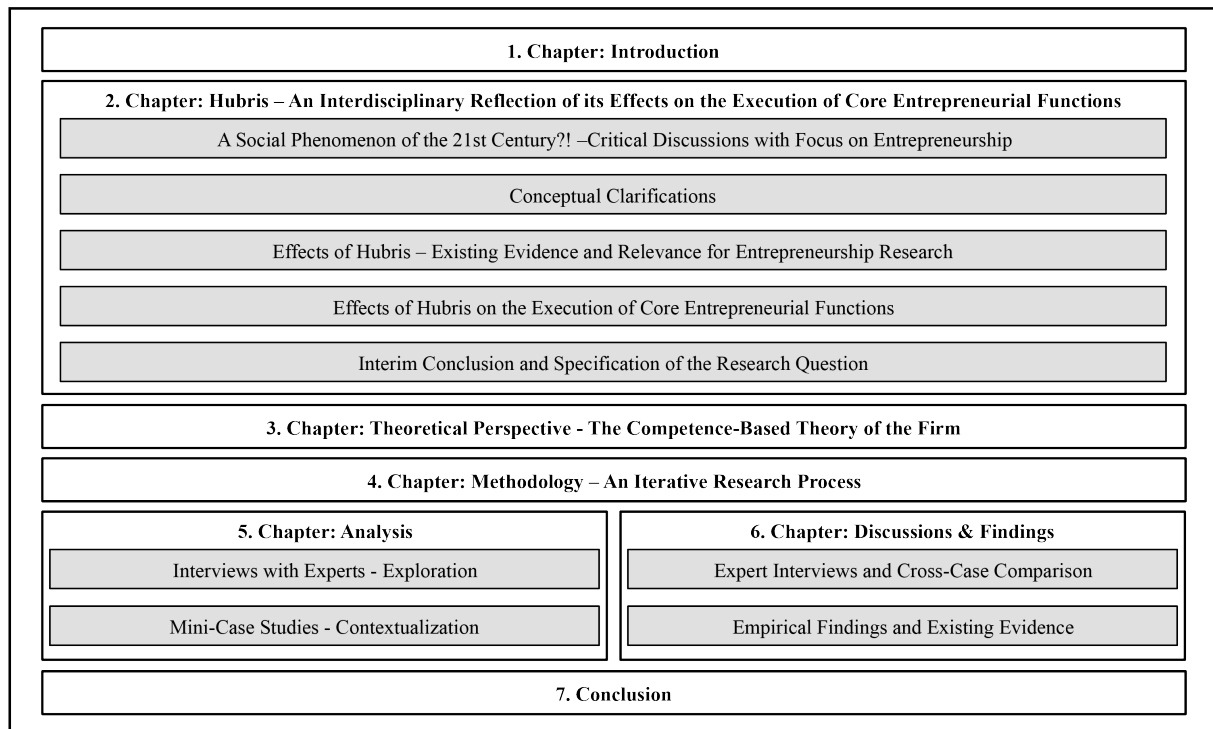 1. Chapter: Introduction
2. Chapter: Hubris – An Interdisciplinary Reflection of its Effects on the Execution of Core Entrepreneurial Functions
A Social Phenomenon of the 21st Century?! –Critical Discussions with Focus on Entrepreneurship
Conceptual Clarifications
Effects of Hubris – Existing Evidence and Relevance for Entrepreneurship Research
Effects of Hubris on the Execution of Core Entrepreneurial Functions
Interim Conclusion and Specification of the Research Question
3. Chapter: Theoretical Perspective - The Competence-Based Theory of the Firm
4. Chapter: Methodology – An Iterative Research Process
5. Chapter: Analysis
Interviews with Experts - Exploration
Mini-Case Studies - Contextualization
6. Chapter: Discussions & Findings
Expert Interviews and Cross-Case Comparison
Empirical Findings and Existing Evidence
7. Conclusion